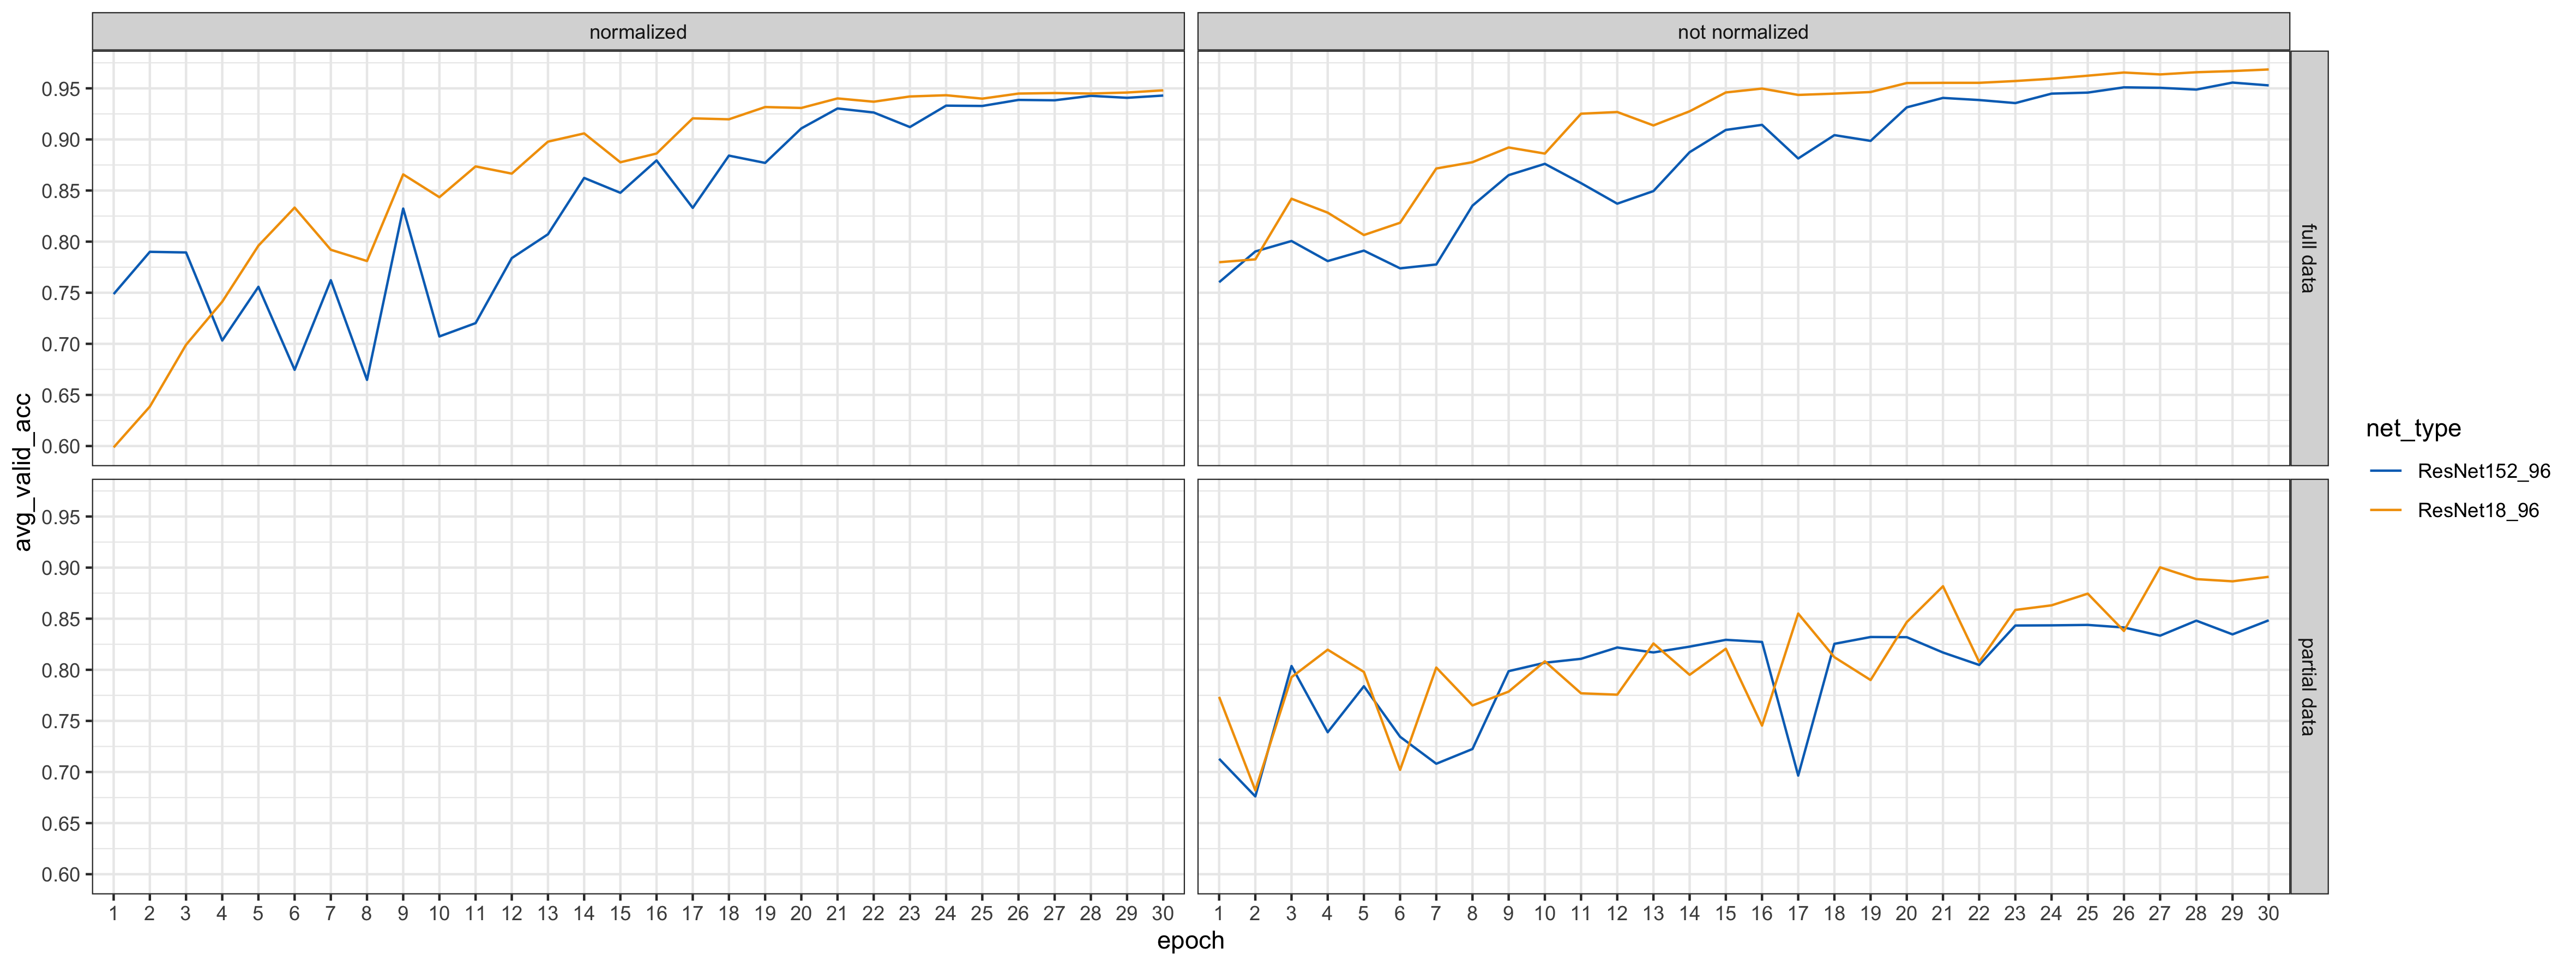 normalized
not normalized
0.95
0.90
0.85
0.80
0.75
0.70
0.65
0.60
full data
avg_valid_acc
net_type
ResNet152_96
ResNet18_96
0.95
0.90
0.85
0.80
0.75
0.70
0.65
0.60
partial data
1 2 3 4 5 6 7 8 9 10 11 12 13 14 15 16 17 18 19 20 21 22 23 24 25 26 27 28 29 30
1 2 3 4 5 6 7 8 9 10 11 12 13 14 15 16 17 18 19 20 21 22 23 24 25 26 27 28 29 30
epoch